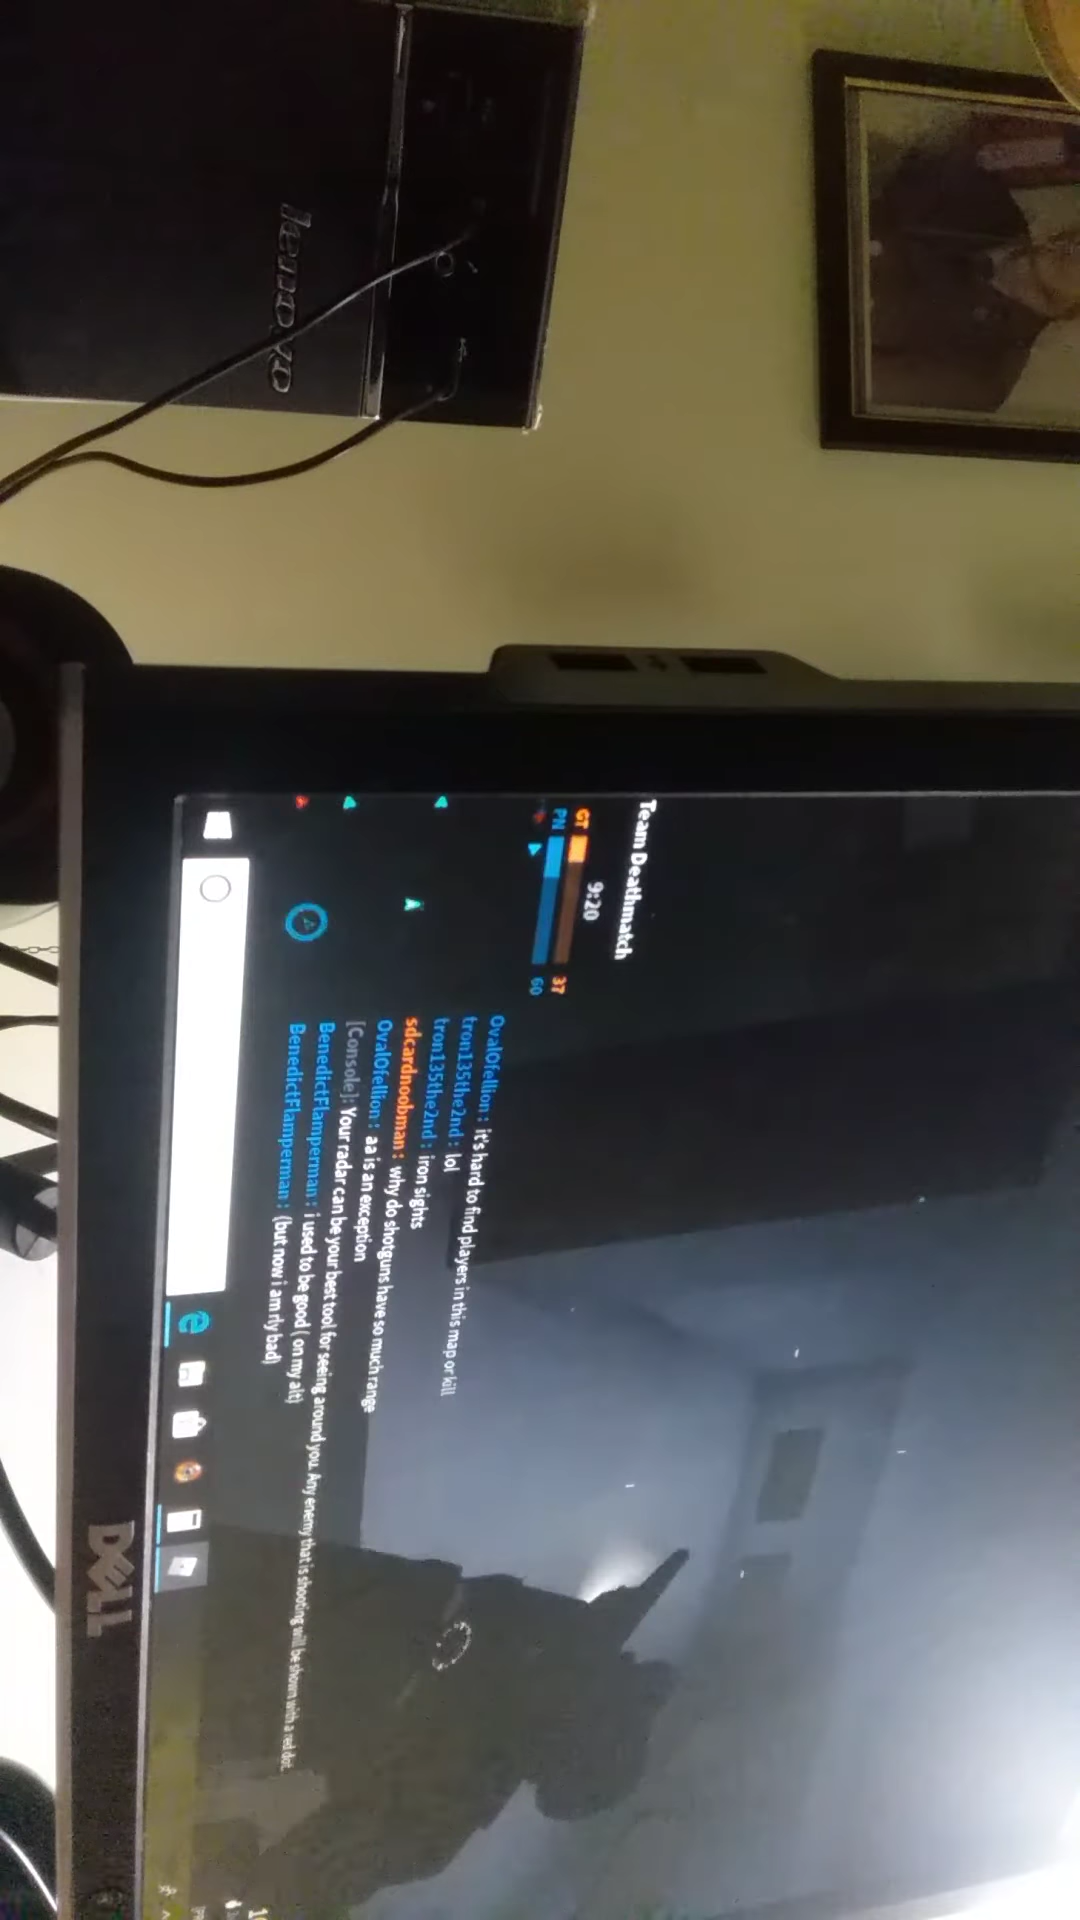 lenovo
Team Deathmatch
9:20
GT 37
PN 60
OvalOfellion : it's hard to find players in this map or kill
tron135the2nd : lol
tron135the2nd : iron sights
sdcardnoobman : why do shotguns have so much range
OvalOfellion : aa is an exception
[Console]: Your radar can be your best tool for seeing around you. Any enemy that is shooting will be shown with a red dot.
BenedictFlamperman : i used to be good ( on my alt)
BenedictFlamperman : (but now i am rly bad)
A
DELL